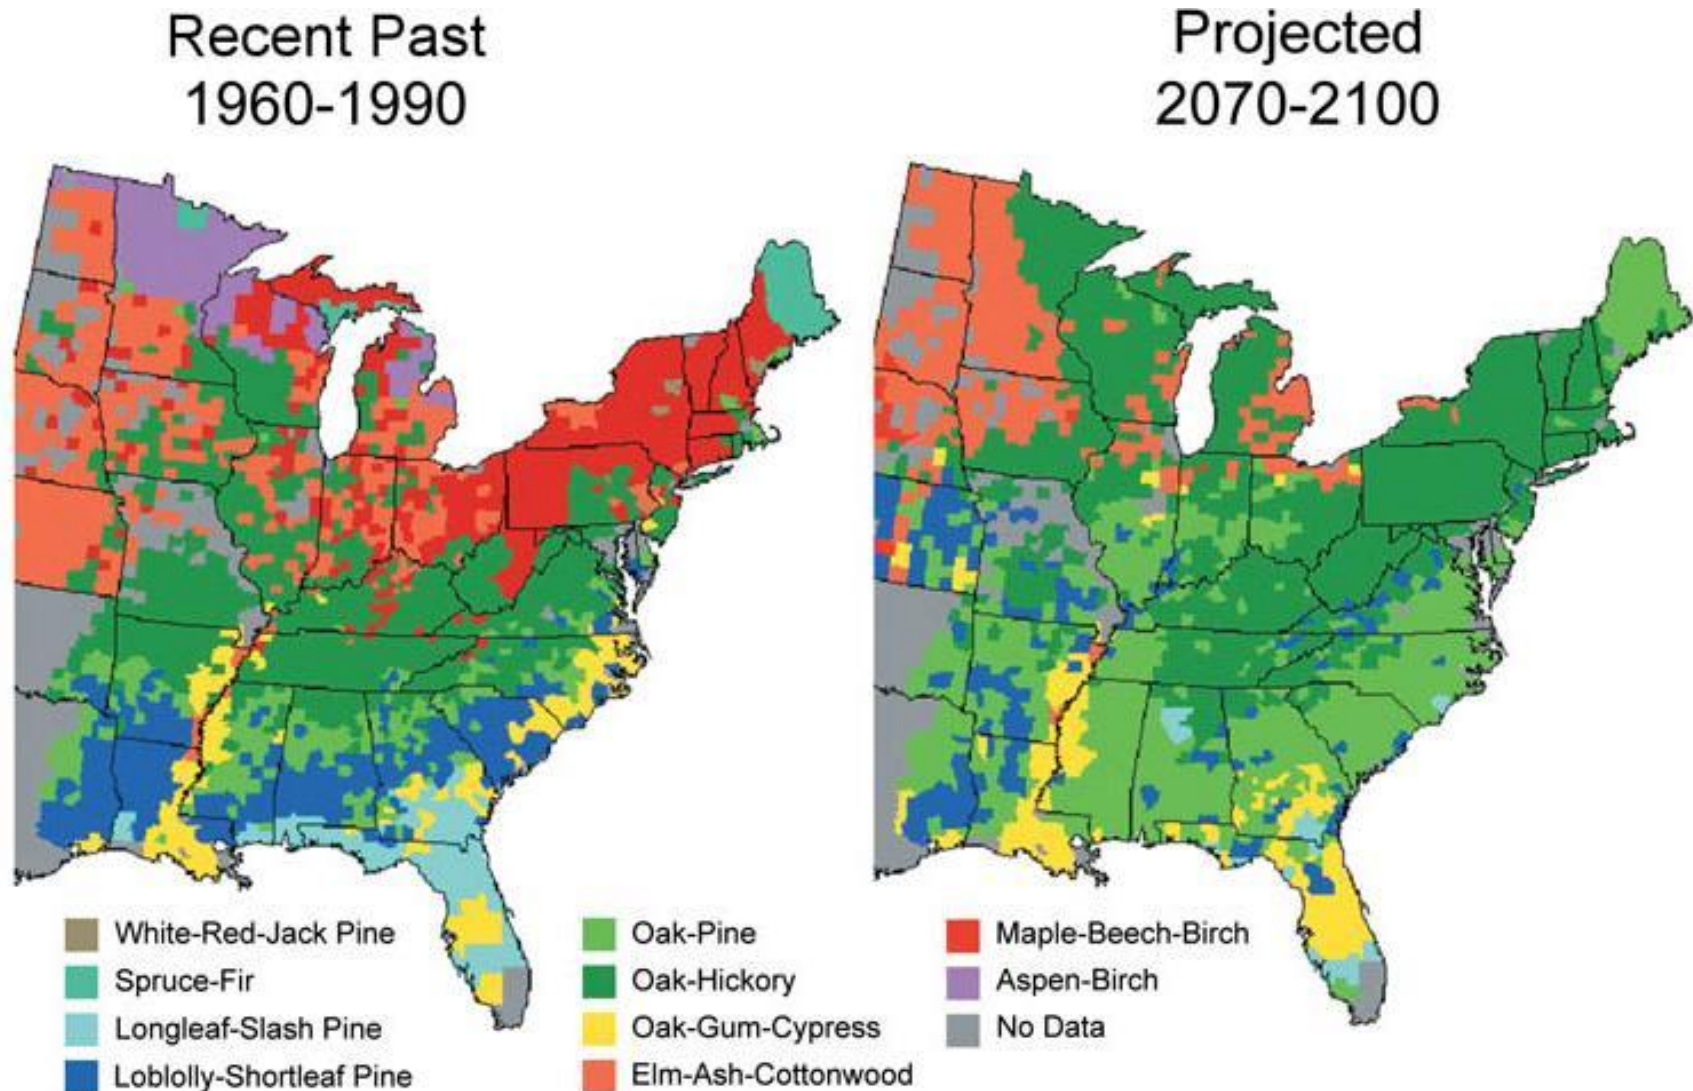 Recent Past
1960-1990
Projected
2070-2100
White-Red-Jack Pine
Spruce-Fir
Longleaf-Slash Pine
Loblolly-Shortleaf Pine
Oak-Pine
Oak-Hickory
Oak-Gum-Cypress
Elm-Ash-Cottonwood
Maple-Beech-Birch
Aspen-Birch
No Data